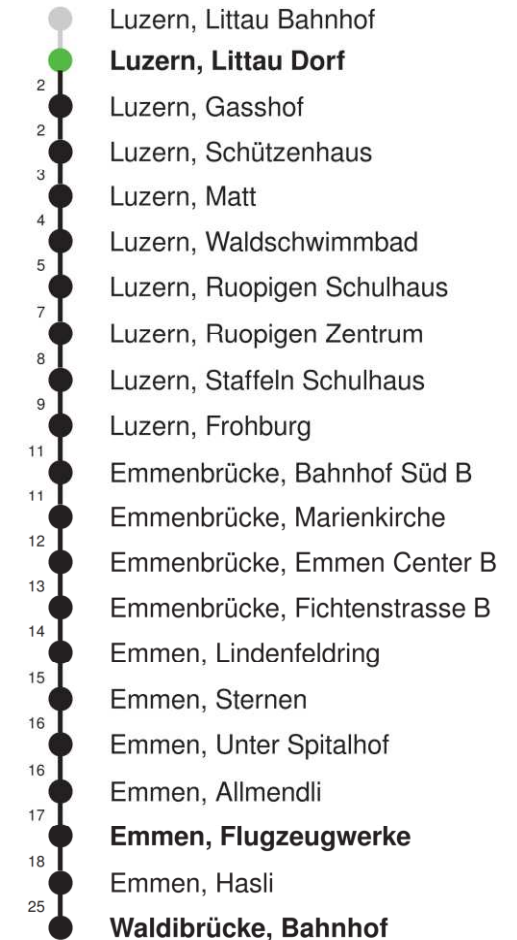 Luzern, Littau Bahnhof
Luzern, Littau Dorf
2 Luzern, Gasshof
2 Luzern, Schützenhaus
3 Luzern, Matt
4 Luzern, Waldschwimmbad
5 Luzern, Ruopigen Schulhaus
7 Luzern, Ruopigen Zentrum
8 Luzern, Staffeln Schulhaus
9 Luzern, Frohburg
11 Emmenbrücke, Bahnhof Süd B
11 Emmenbrücke, Marienkirche
12 Emmenbrücke, Emmen Center B
13 Emmenbrücke, Fichtenstrasse B
14 Emmen, Lindenfeldring
15 Emmen, Sternen
16 Emmen, Unter Spitalhof
16 Emmen, Allmendli
17 Emmen, Flugzeugwerke
18 Emmen, Hasli
25 Waldibrücke, Bahnhof